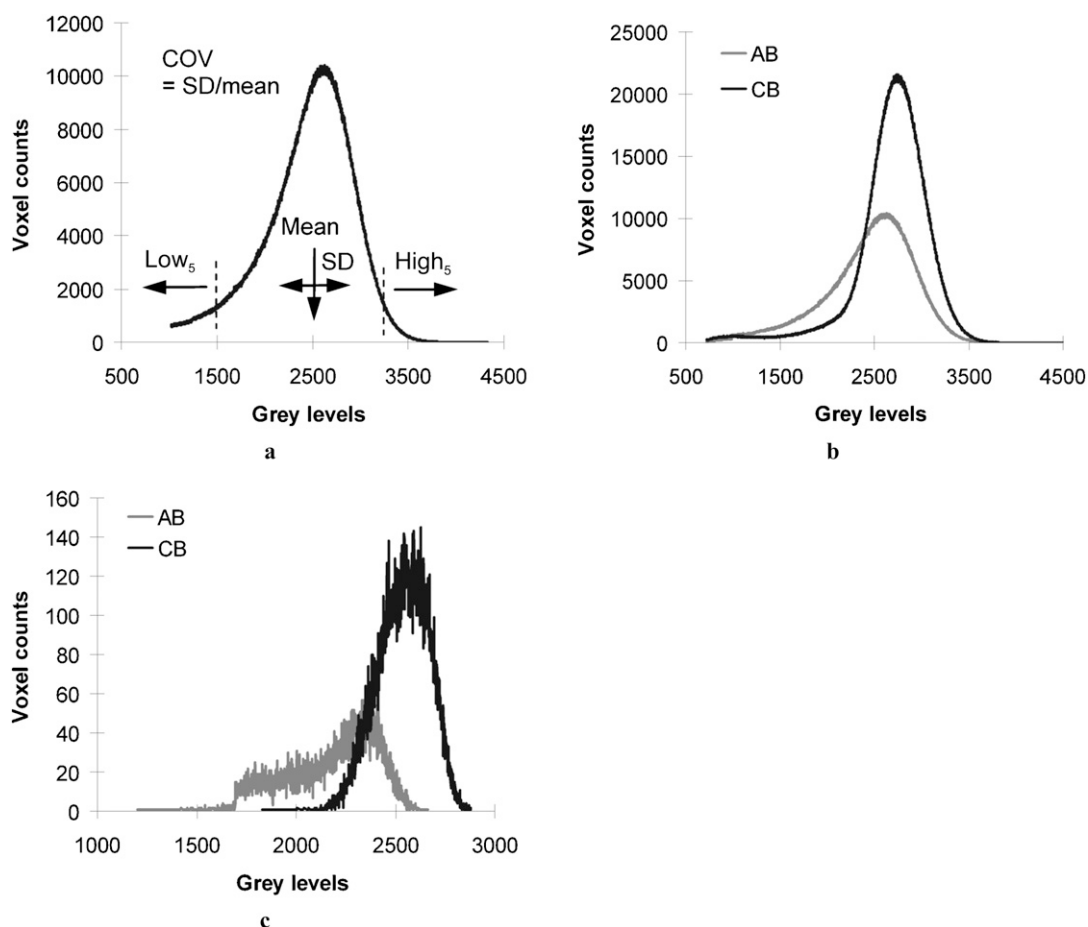 12000
10000
8000
6000
4000
2000
0
Voxel counts
COV
= SD/mean
Mean
SD
Low5
High5
500 1500 2500 3500 4500
Grey levels
a
25000
20000
15000
10000
5000
0
Voxel counts
AB
CB
500 1500 2500 3500 4500
Grey levels
b
160
140
120
100
80
60
40
20
0
Voxel counts
AB
CB
1000 1500 2000 2500 3000
Grey levels
c